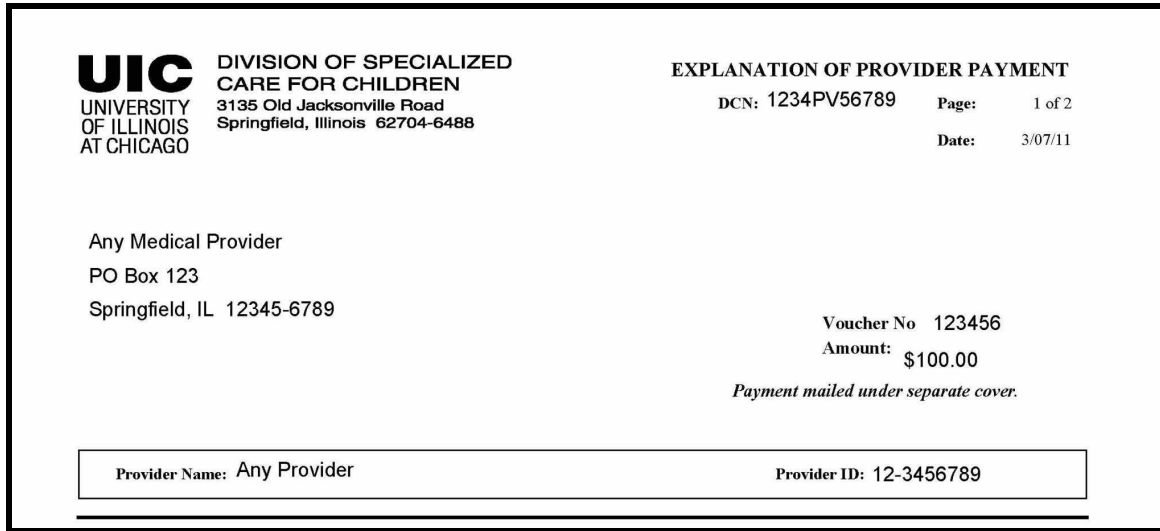 UIC
UNIVERSITY
OF ILLINOIS
AT CHICAGO
DIVISION OF SPECIALIZED
CARE FOR CHILDREN
3135 Old Jacksonville Road
Springfield, Illinois 62704-6488
EXPLANATION OF PROVIDER PAYMENT
DCN: 1234PV56789 Page: 1 of 2
Date: 3/07/11
Any Medical Provider
PO Box 123
Springfield, IL 12345-6789
Voucher No 123456
Amount: $100.00
Payment mailed under separate cover.
Provider Name: Any Provider Provider ID: 12-3456789